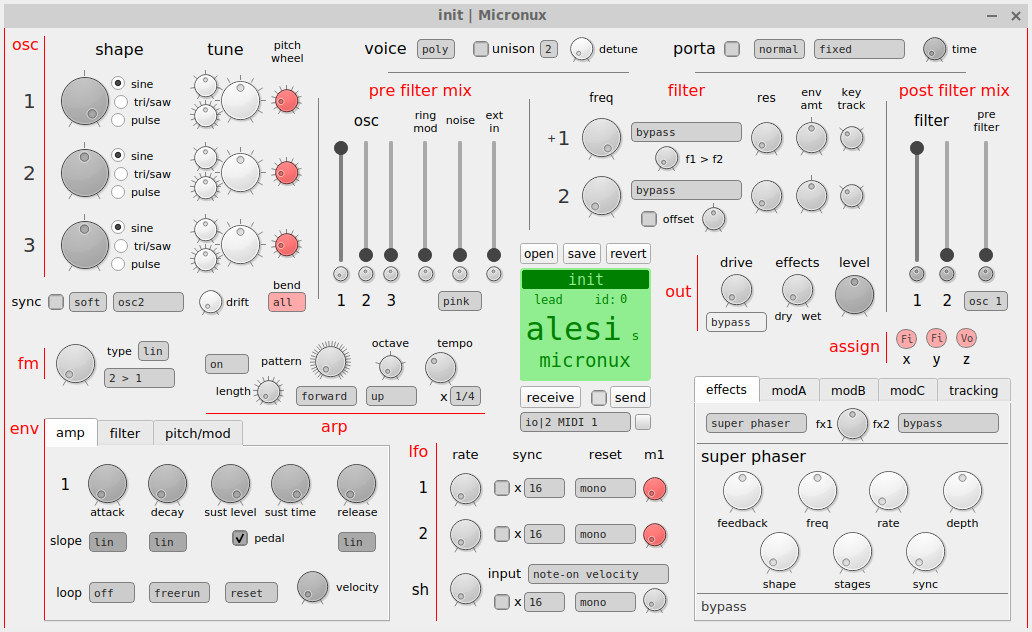 init | Micronux
osc
shape
tune
pitch
wheel
1
sine
tri/saw
pulse
2
sine
tri/saw
pulse
3
sine
tri/saw
pulse
sync
soft
osc2
drift
bend
all
voice
poly
unison
2
detune
porta
normal
fixed
time
pre filter mix
osc
ring
mod
noise
ext
in
1
2
3
pink
filter
freq
res
env
amt
key
track
+1
bypass
f1 > f2
2
bypass
offset
post filter mix
filter
pre
filter
1
2
osc 1
open
save
revert
init
lead
id: 0
alesi s
micronux
receive
send
io|2 MIDI 1
out
drive
effects
level
bypass
dry
wet
assign
Fi
Fi
Vo
x
y
z
fm
type
lin
2 > 1
on
pattern
octave
tempo
length
forward
up
x
1/4
arp
env
amp
filter
pitch/mod
1
attack
decay
sust level
sust time
release
slope
lin
lin
pedal
lin
loop
off
freerun
reset
velocity
lfo
rate
sync
reset
m1
1
x
16
mono
2
x
16
mono
sh
input
note-on velocity
x
16
mono
effects
modA
modB
modC
tracking
super phaser
fx1
fx2
bypass
super phaser
feedback
freq
rate
depth
shape
stages
sync
bypass